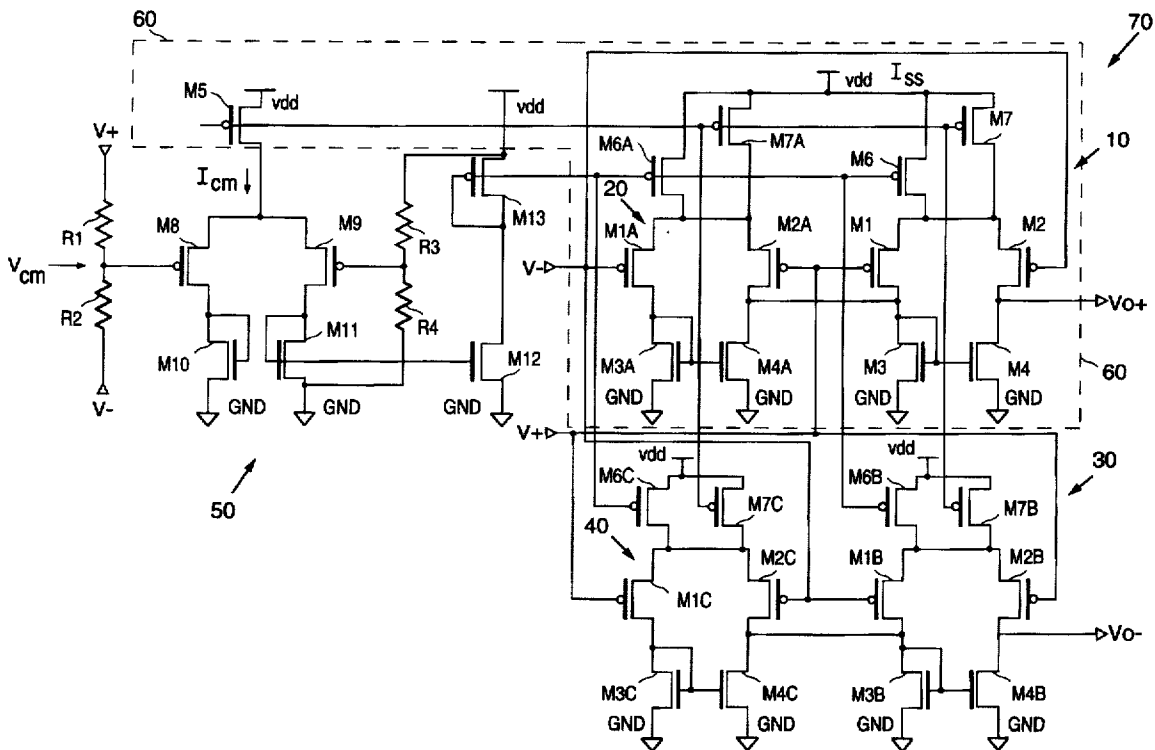 60
70
M5
vdd
vdd
Iss
vdd
V+
M6A
M7A
M6
M7
10
Icm
M13
20
R1
M8
M9
R3
M1A
M2A
M1
M2
Vcm
V-
R2
R4
Vo+
M10
M11
M12
M3A
M4A
M3
M4
60
V-
GND
GND
GND
GND
GND
GND
GND
V+
50
M6C
vdd
M7C
M6B
vdd
M7B
30
40
M1C
M2C
M1B
M2B
Vo-
M3C
M4C
M3B
M4B
GND
GND
GND
GND